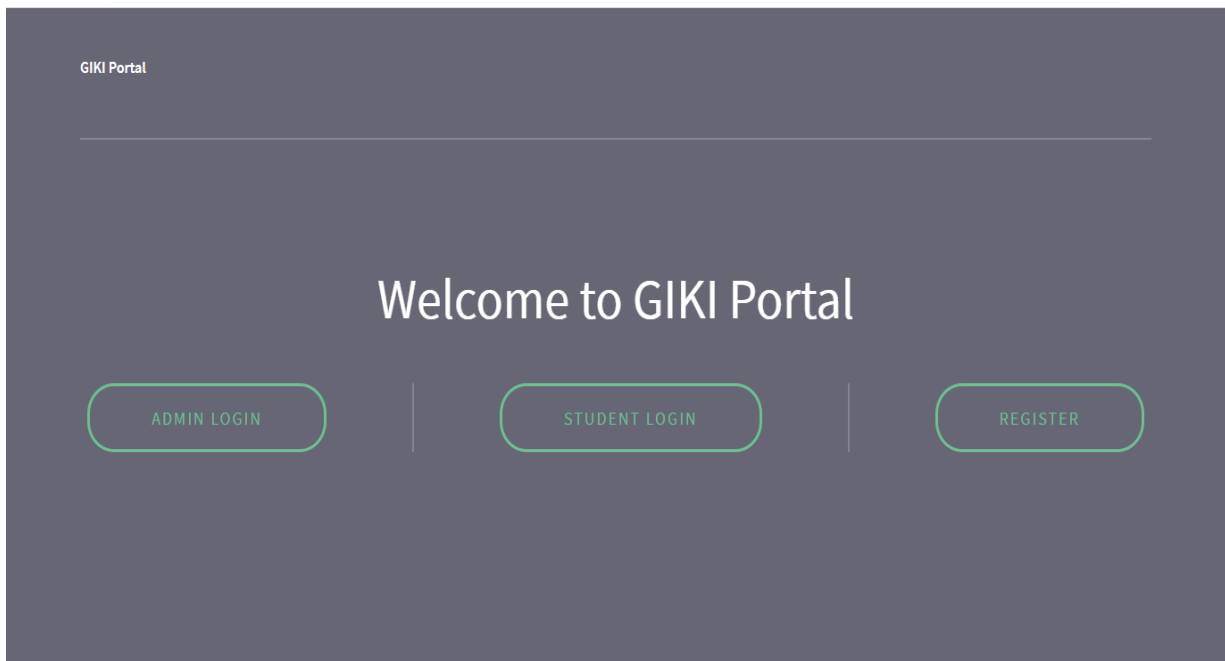 GIKI Portal
Welcome to GIKI Portal
ADMIN LOGIN
STUDENT LOGIN
REGISTER